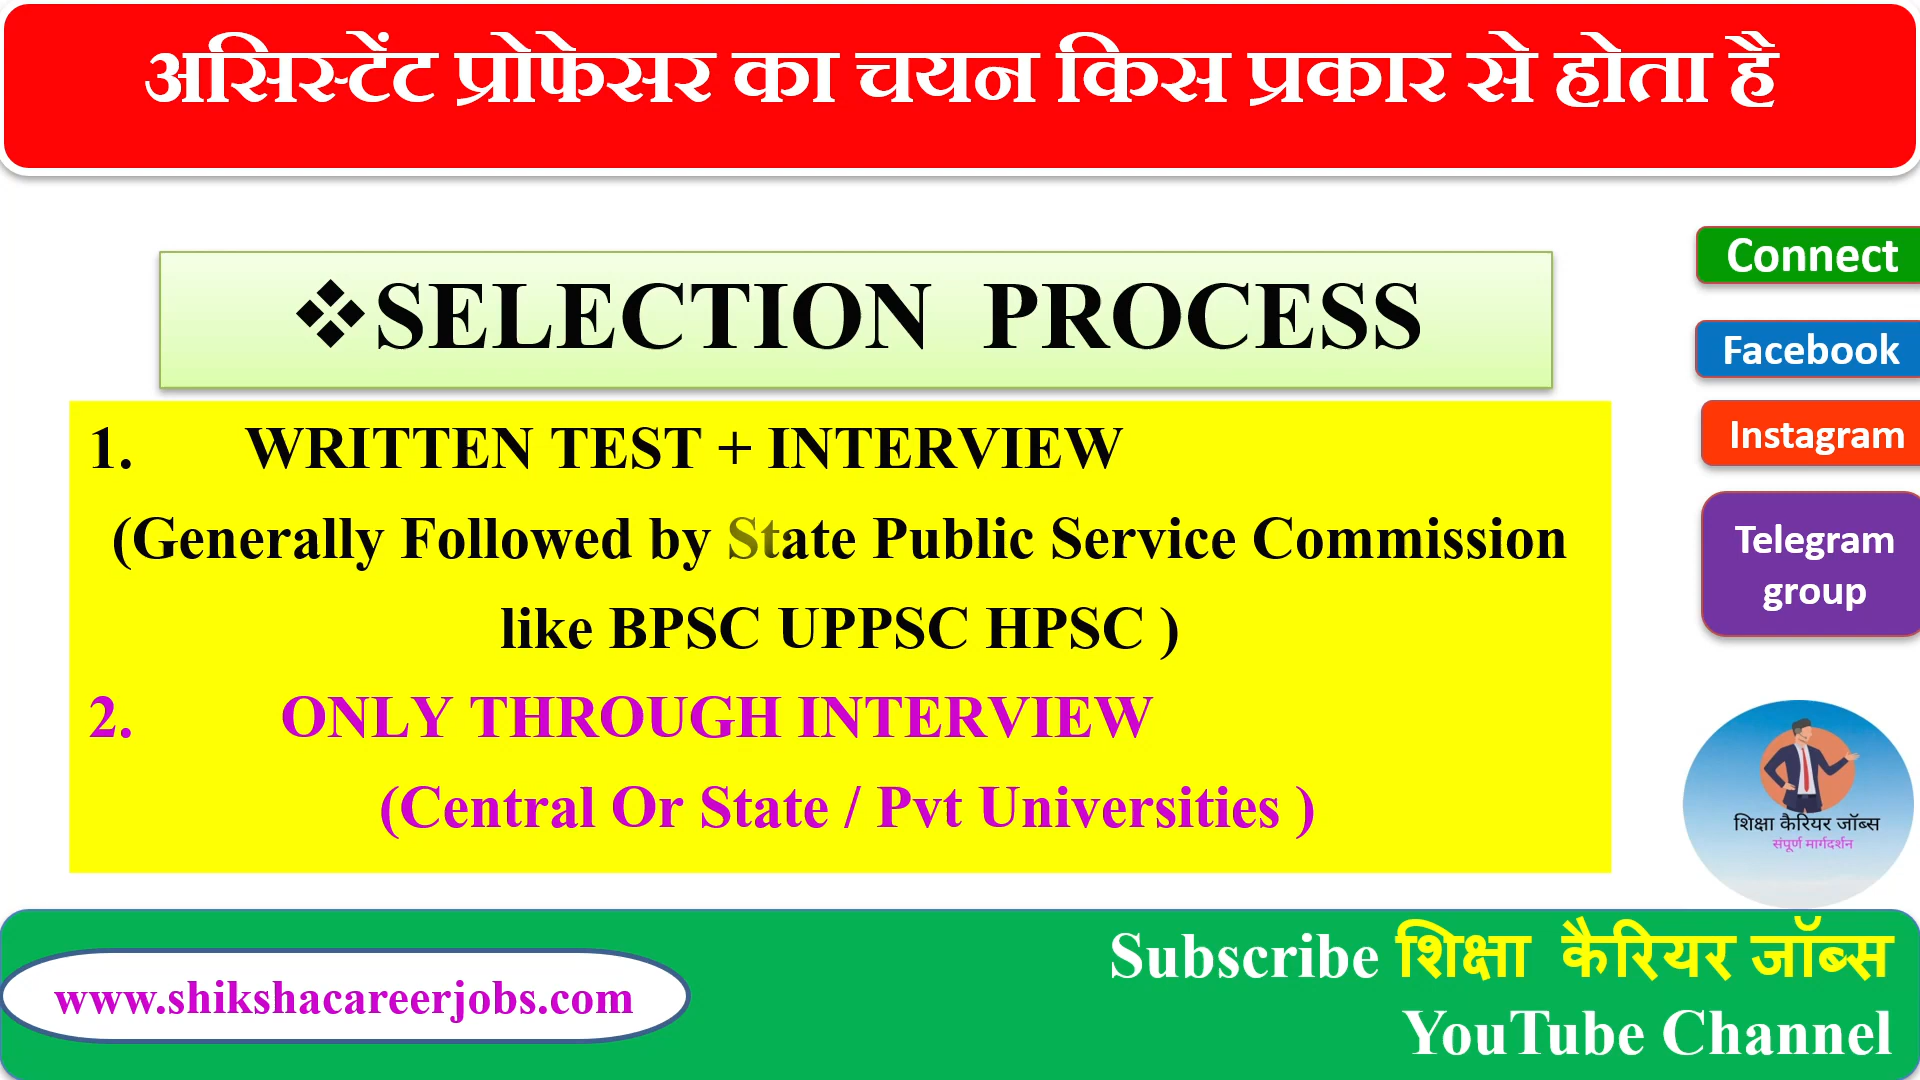 असिस्टेंट प्रोफेसर का चयन किस प्रकार से होता है
❖SELECTION PROCESS
1. WRITTEN TEST + INTERVIEW
(Generally Followed by State Public Service Commission
like BPSC UPPSC HPSC )
2. ONLY THROUGH INTERVIEW
(Central Or State / Pvt Universities )
Connect
Facebook
Instagram
Telegram
group
शिक्षा कैरियर जॉब्स
संपूर्ण मार्गदर्शन
www.shikshacareerjobs.com
Subscribe शिक्षा कैरियर जॉब्स
YouTube Channel